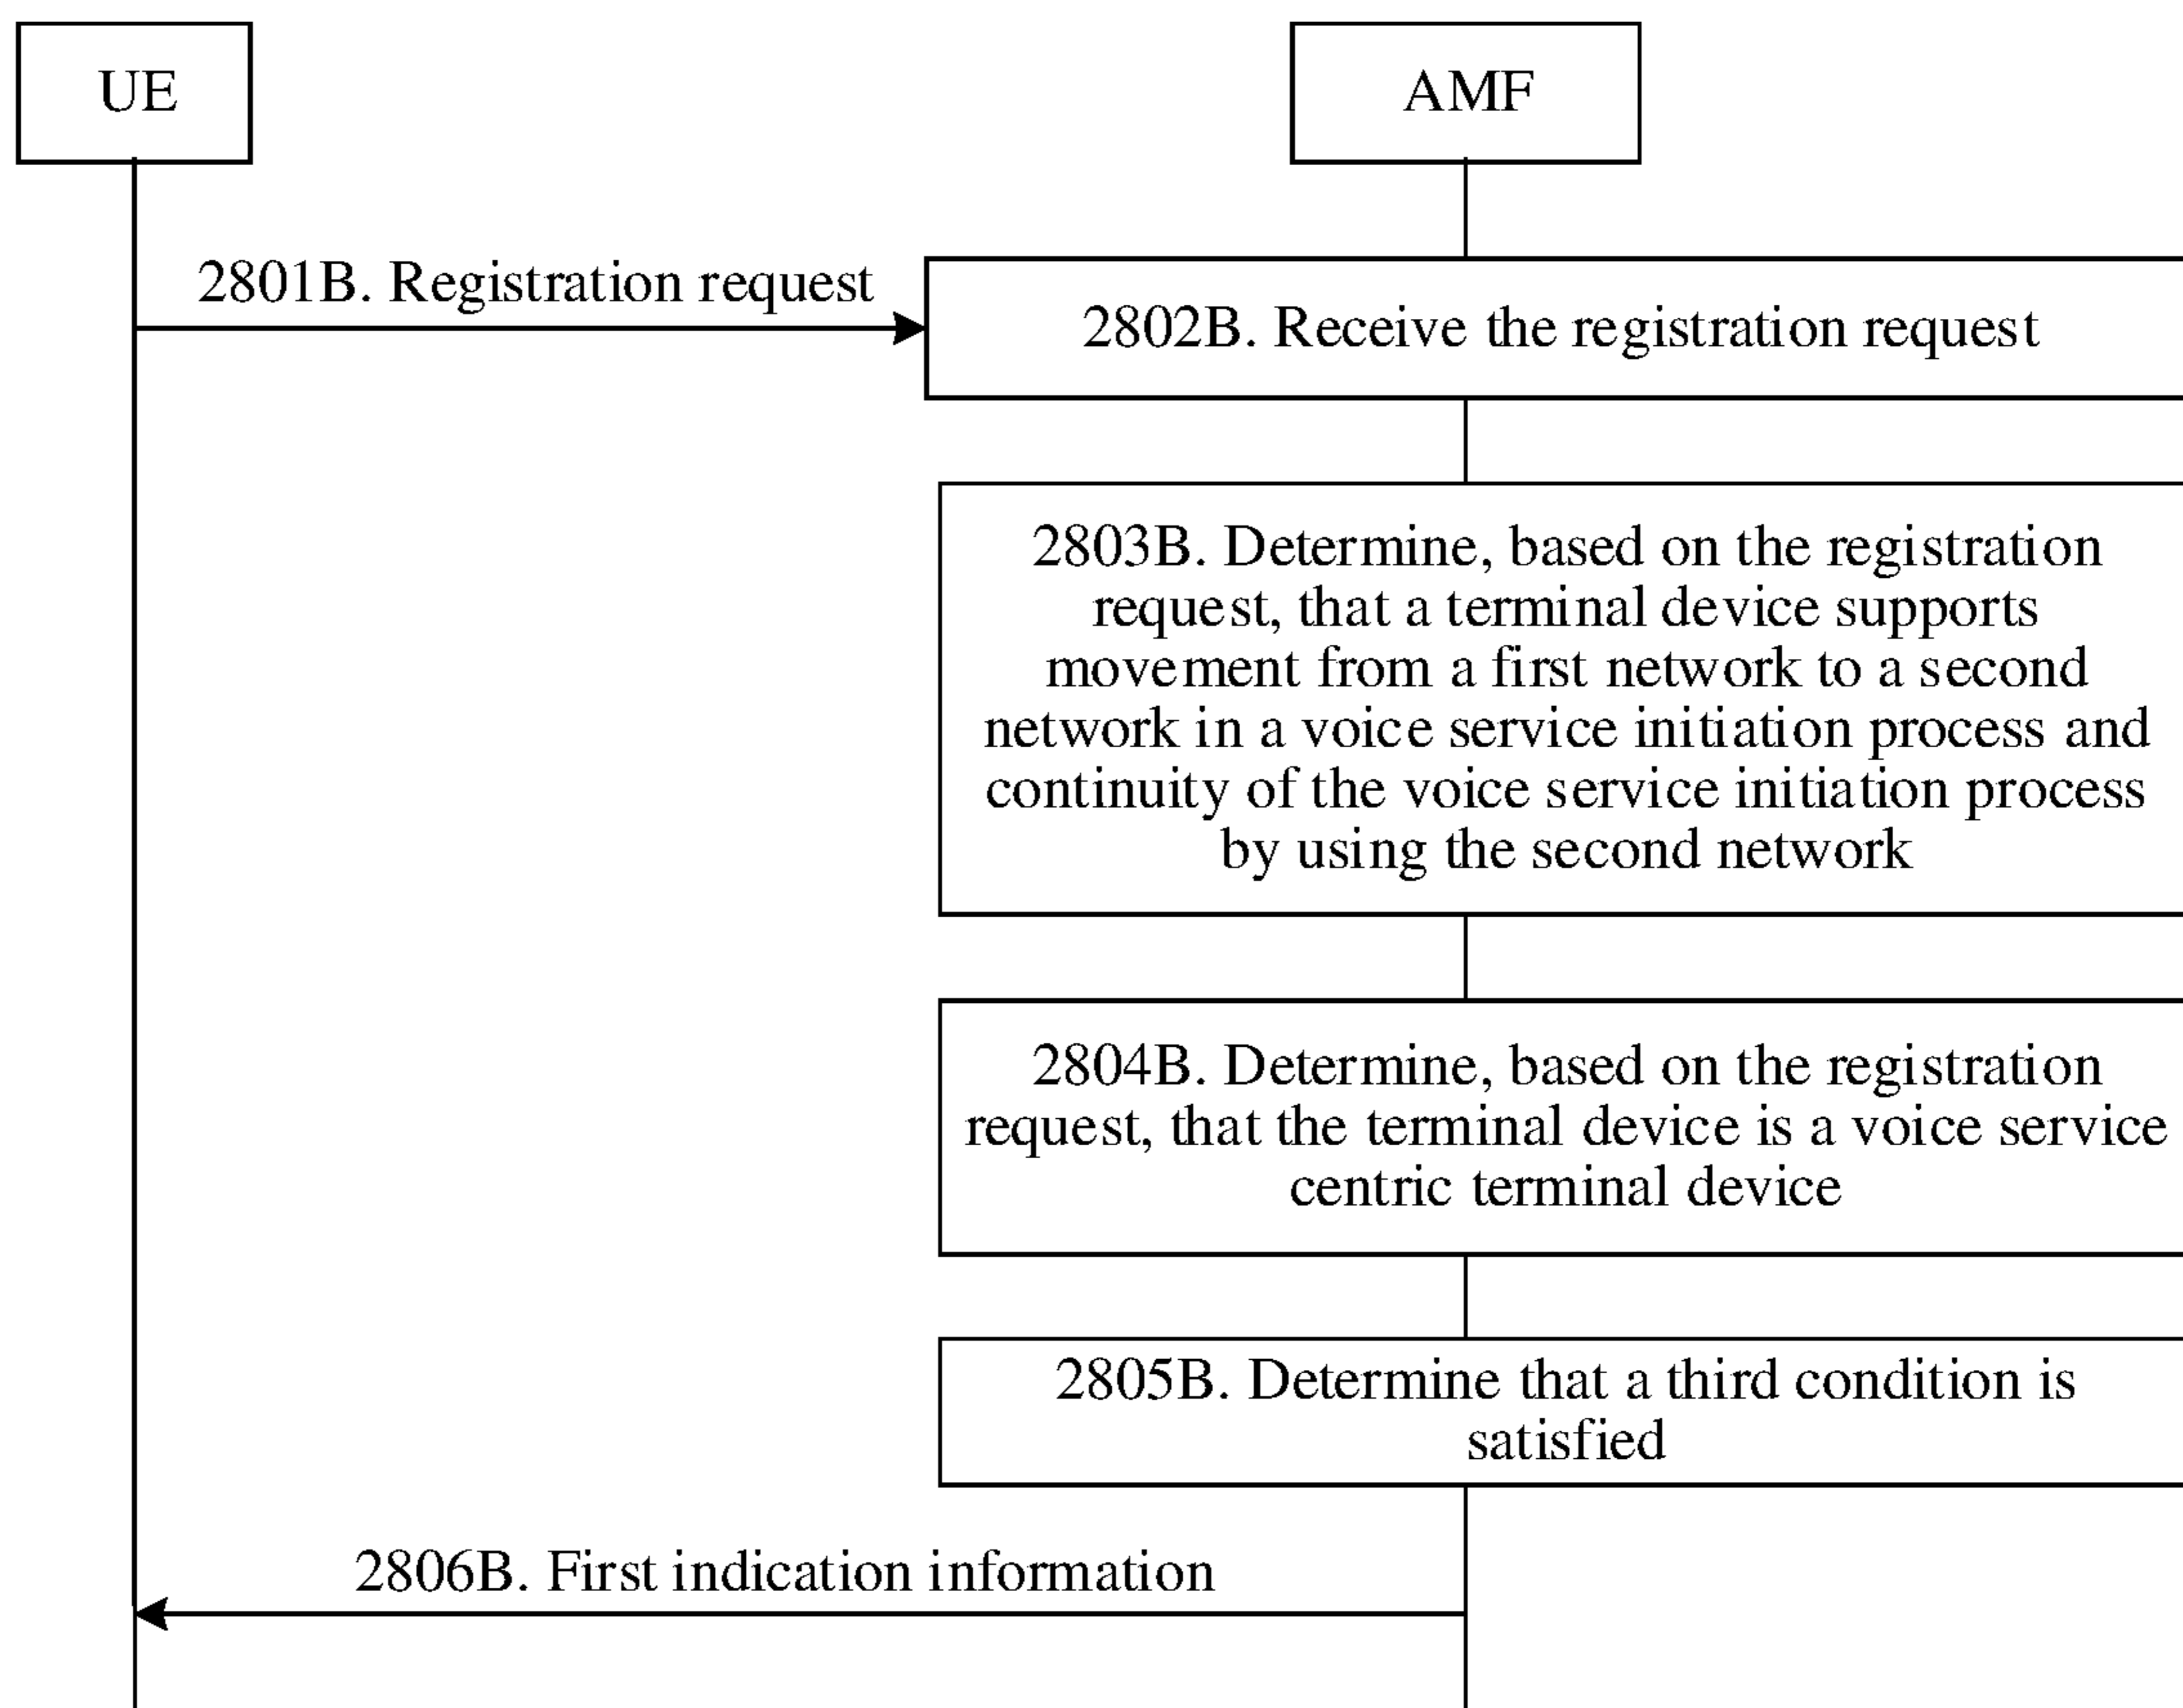 UE
AMF
2801B. Registration request
2802B. Receive the registration request
2803B. Determine, based on the registration
request, that a terminal device supports
movement from a first network to a second
network in a voice service initiation process and
continuity of the voice service initiation process
by using the second network
2804B. Determine, based on the registration
request, that the terminal device is a voice service
centric terminal device
2805B. Determine that a third condition is
satisfied
2806B. First indication information